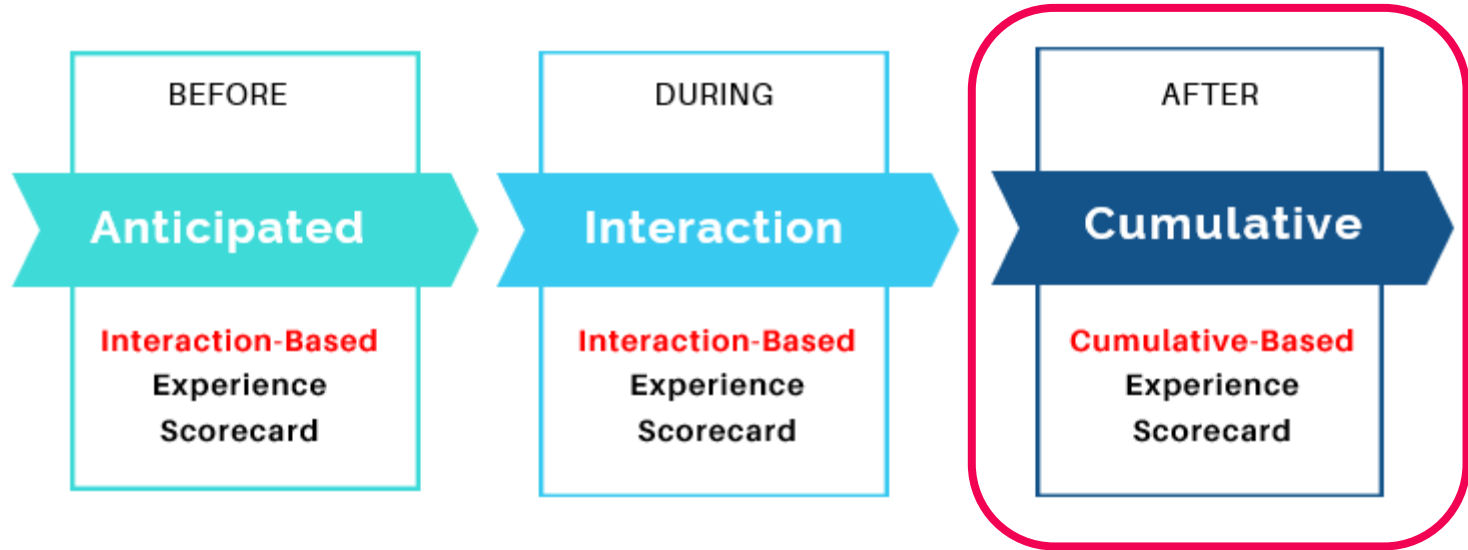 BEFORE
Anticipated
Interaction-Based
Experience
Scorecard
DURING
Interaction
Interaction-Based
Experience
Scorecard
AFTER
Cumulative
Cumulative-Based
Experience
Scorecard